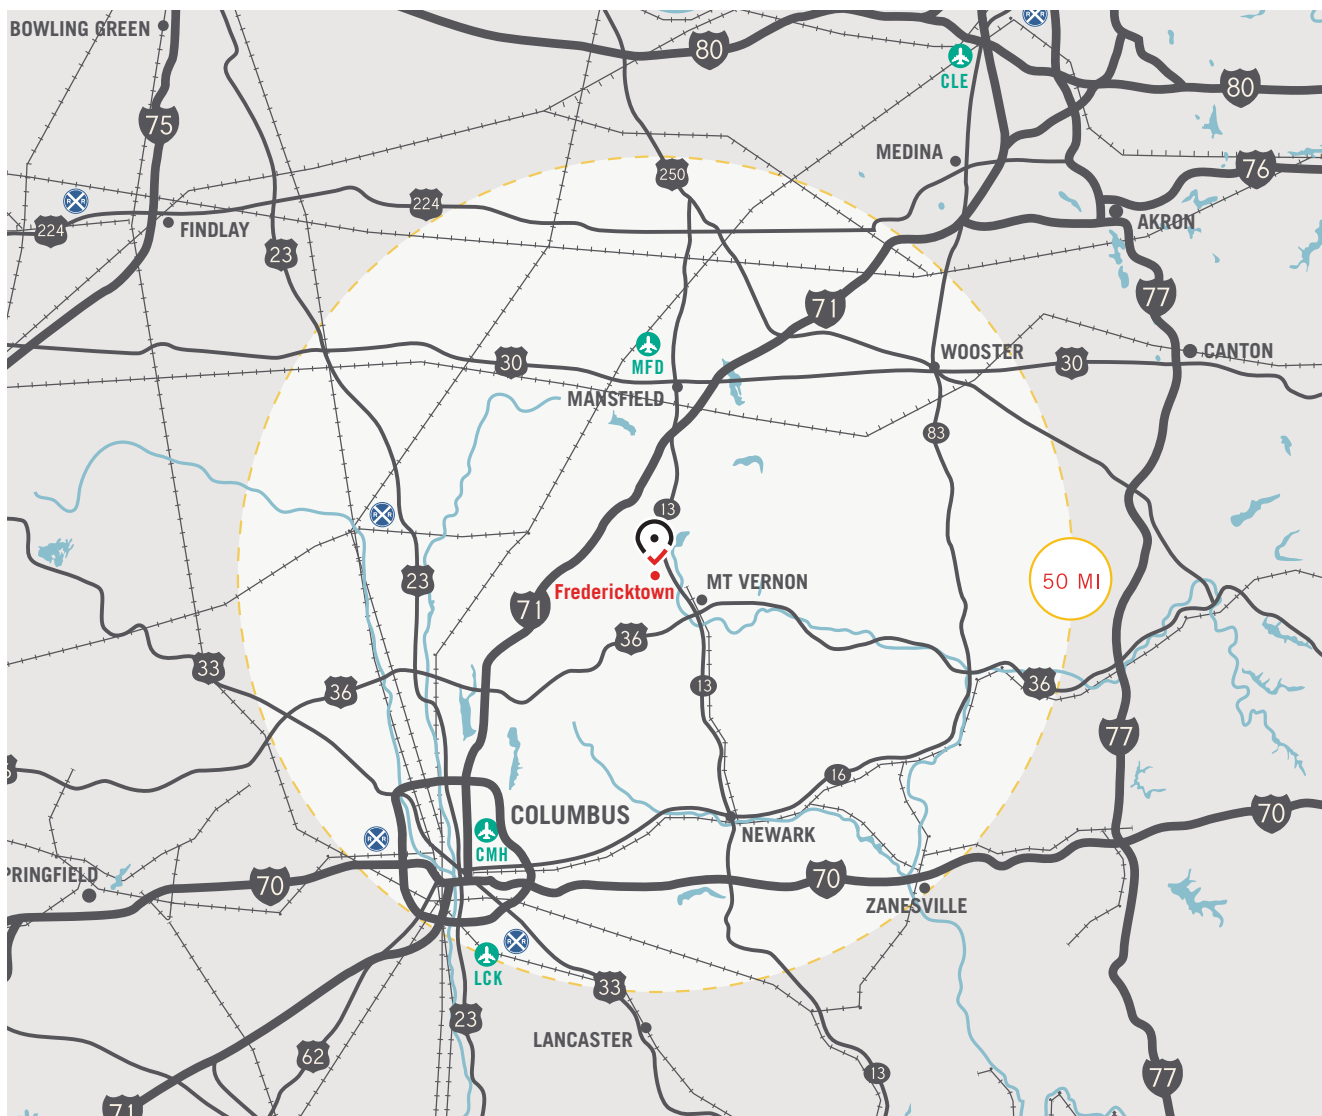 BOWLING GREEN
80
CLE
80
75
MEDINA
76
250
224
224
FINDLAY
AKRON
23
77
71
WOOSTER
CANTON
30
30
MFD
MANSFIELD
83
13
23
50 MI
MT VERNON
Fredericktown
71
36
33
36
13
36
77
16
COLUMBUS
70
NEWARK
CMH
PRINGFIELD
70
70
ZANESVILLE
LCK
33
23
LANCASTER
62
13
77
71